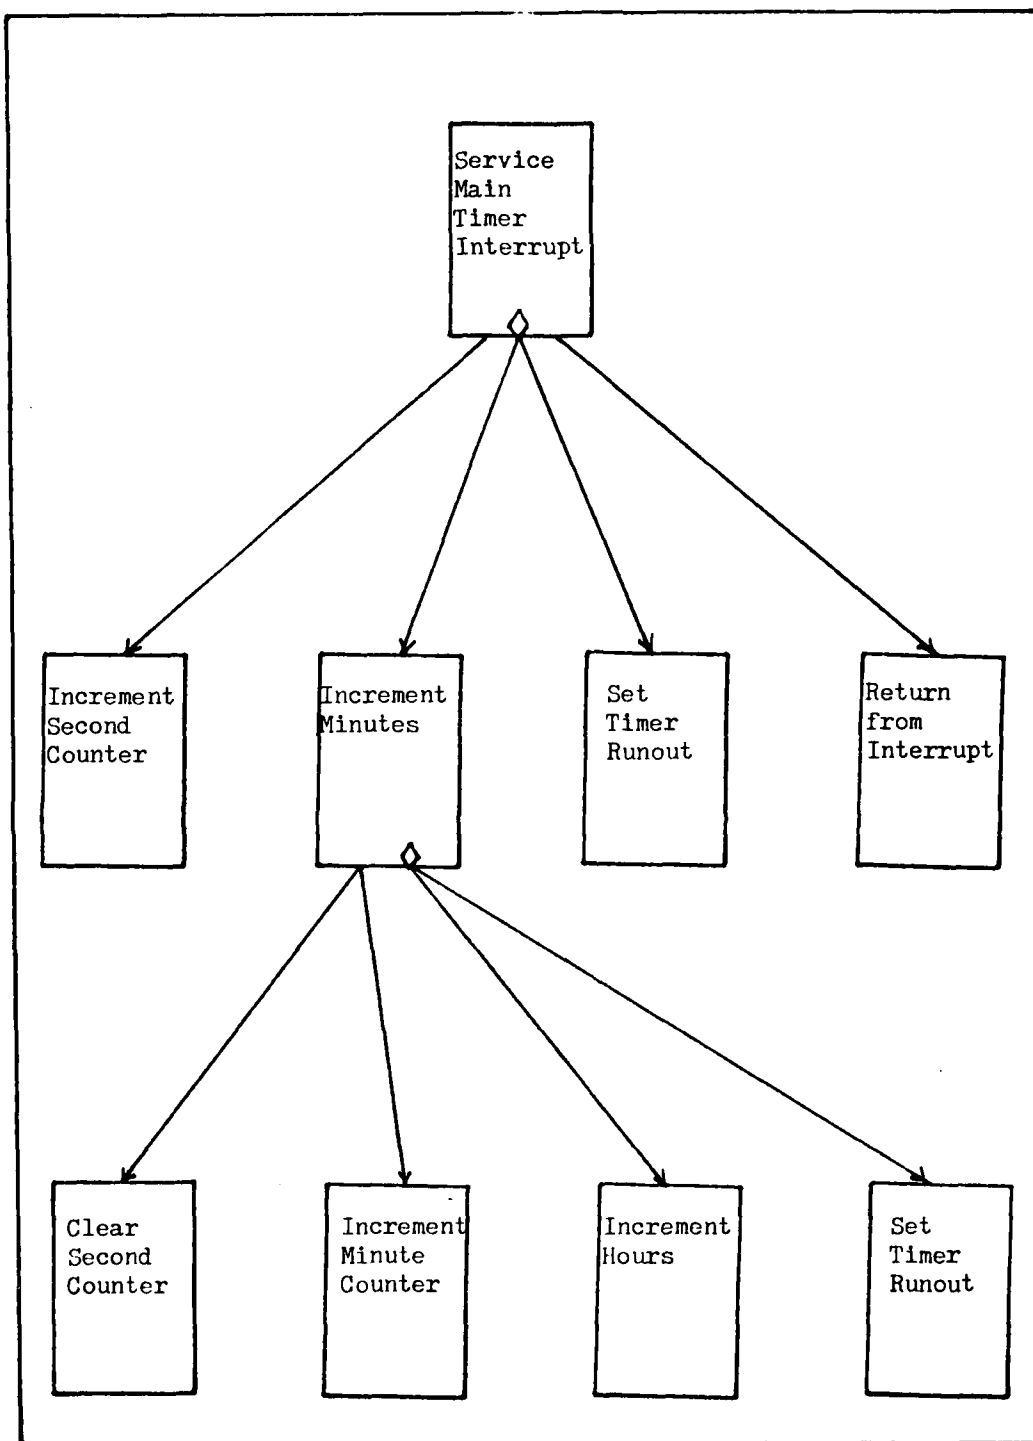 Service
Main
Timer
Interrupt
Increment
Second
Counter
Increment
Minutes
Set
Timer
Runout
Return
from
Interrupt
Clear
Second
Counter
Increment
Minute
Counter
Increment
Hours
Set
Timer
Runout